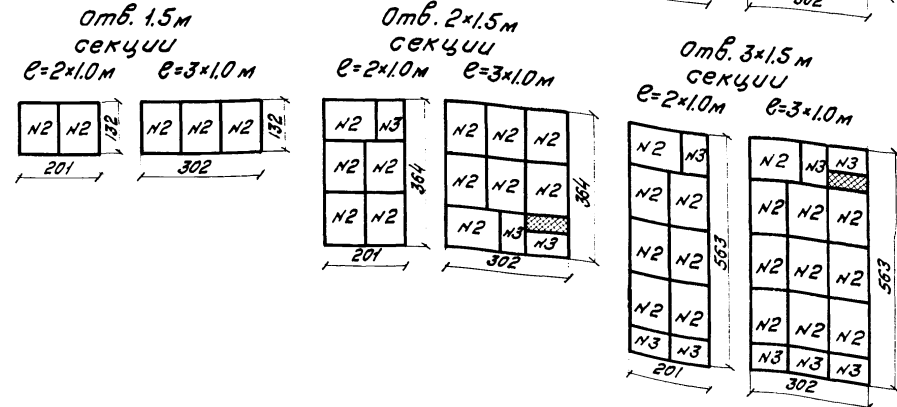 302
отв. 1.5м
секции
ℓ=2×1.0м ℓ=3×1.0м
N2 N2 132
201
N2 N2 N2 132
302
отв. 2×1.5м
секции
ℓ=2×1.0м ℓ=3×1.0м
N2 N3
N2 N2
N2 N2
364
201
N2 N2 N2
N2 N2 N2
N2 N3 N3
364
302
отв. 3×1.5м
секции
ℓ=2×1.0м ℓ=3×1.0м
N2 N3
N2 N2
N2 N2
N2 N2
N3 N3
563
201
N2 N3 N3
N2 N2 N2
N2 N2 N2
N2 N2 N2
N3 N3 N3
563
302